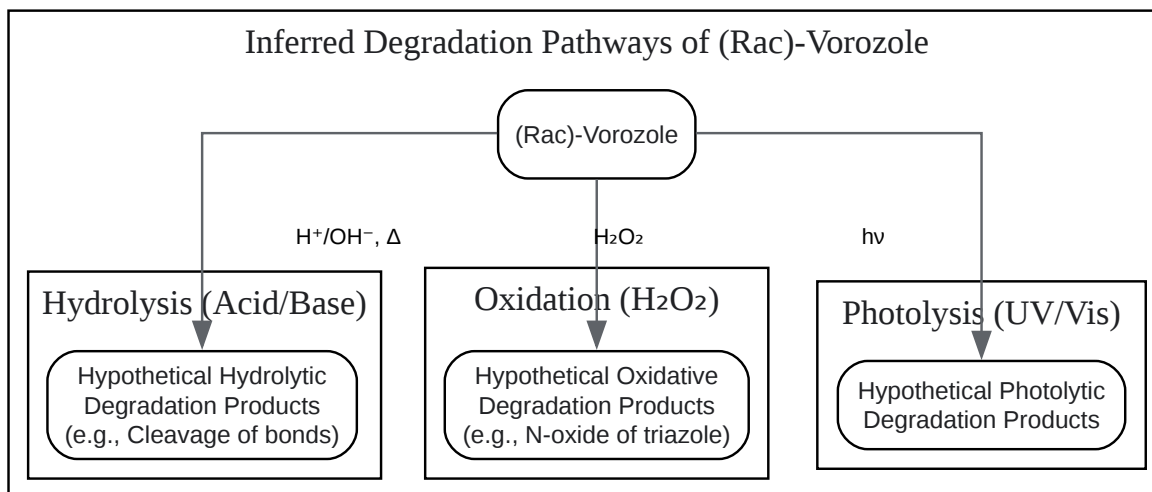 Inferred Degradation Pathways of (Rac)-Vorozole
(Rac)-Vorozole
H⁺/OH⁻, Δ
H₂O₂
hν
Hydrolysis (Acid/Base)
Hypothetical Hydrolytic
Degradation Products
(e.g., Cleavage of bonds)
Oxidation (H₂O₂)
Hypothetical Oxidative
Degradation Products
(e.g., N-oxide of triazole)
Photolysis (UV/Vis)
Hypothetical Photolytic
Degradation Products